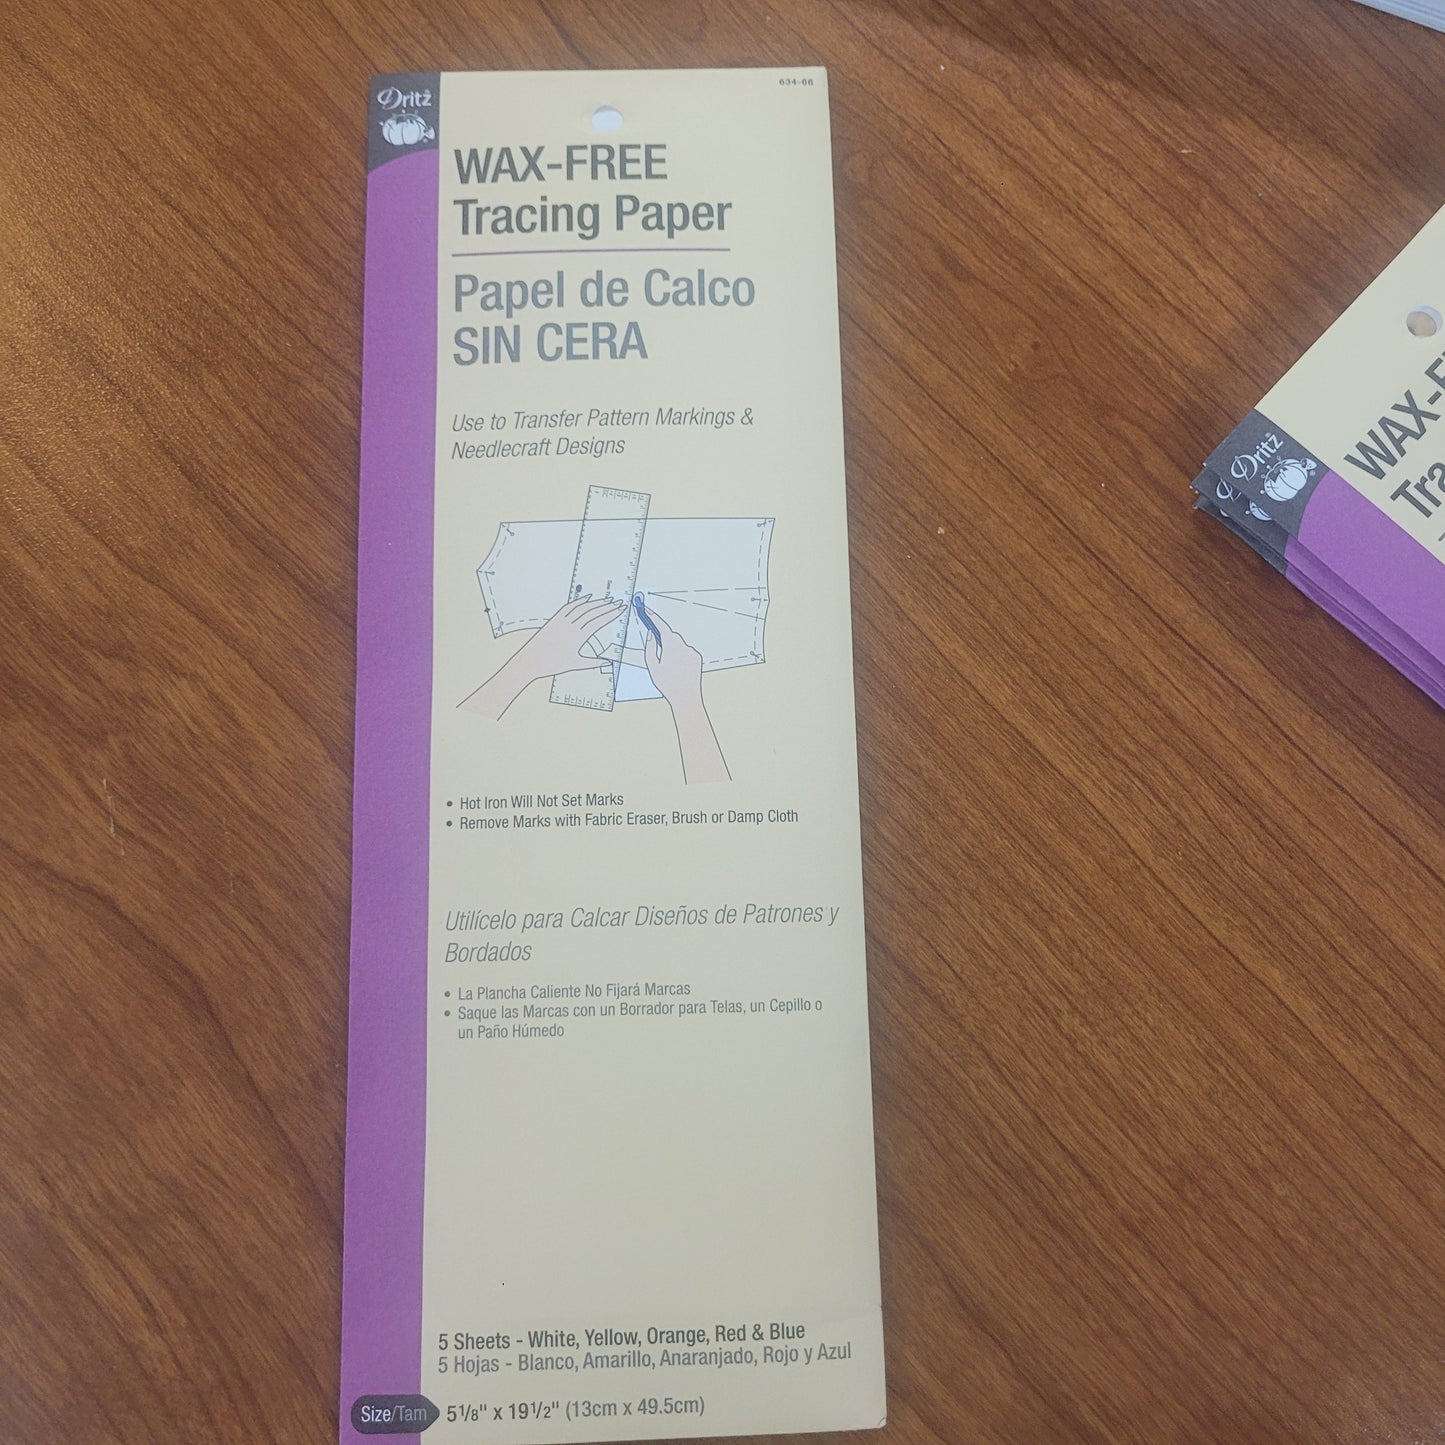 634-66
Dritz
WAX-FREE
Tracing Paper
Papel de Calco
SIN CERA
Use to Transfer Pattern Markings &
Needlecraft Designs
• Hot Iron Will Not Set Marks
• Remove Marks with Fabric Eraser, Brush or Damp Cloth
Utilícelo para Calcar Diseños de Patrones y
Bordados
• La Plancha Caliente No Fijará Marcas
• Saque las Marcas con un Borrador para Telas, un Cepillo o
un Paño Húmedo
5 Sheets - White, Yellow, Orange, Red & Blue
5 Hojas - Blanco, Amarillo, Anaranjado, Rojo y Azul
Size/Tam 5 1/8" x 19 1/2" (13cm x 49.5cm)
Dritz
WAX-F
Tra